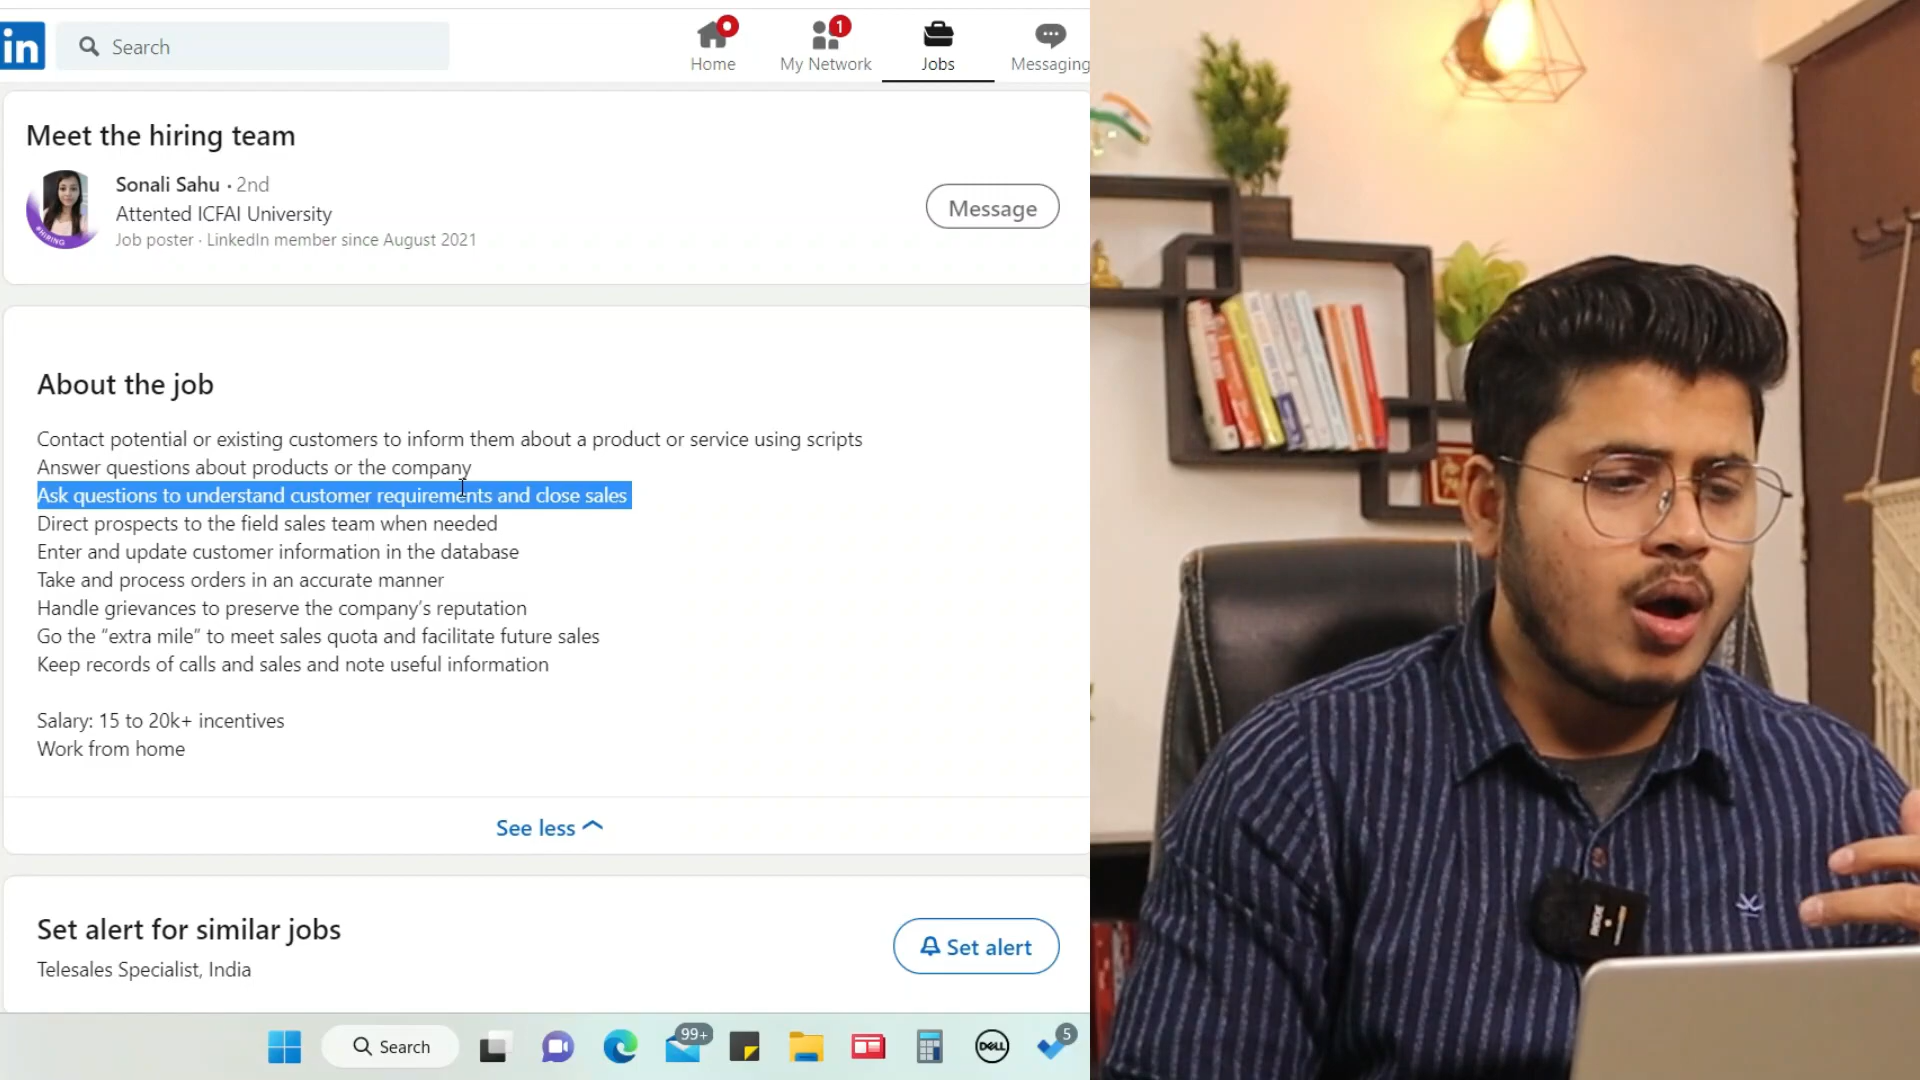 in
Search
Home
1
My Network
Jobs
Messaging
Meet the hiring team
Sonali Sahu • 2nd
Attented ICFAI University
Job poster · LinkedIn member since August 2021
#HIRING
Message
About the job
Contact potential or existing customers to inform them about a product or service using scripts
Answer questions about products or the company
Ask questions to understand customer requirements and close sales
Direct prospects to the field sales team when needed
Enter and update customer information in the database
Take and process orders in an accurate manner
Handle grievances to preserve the company’s reputation
Go the “extra mile” to meet sales quota and facilitate future sales
Keep records of calls and sales and note useful information
Salary: 15 to 20k+ incentives
Work from home
See less
Set alert for similar jobs
Telesales Specialist, India
Set alert
Search
99+
DELL
5